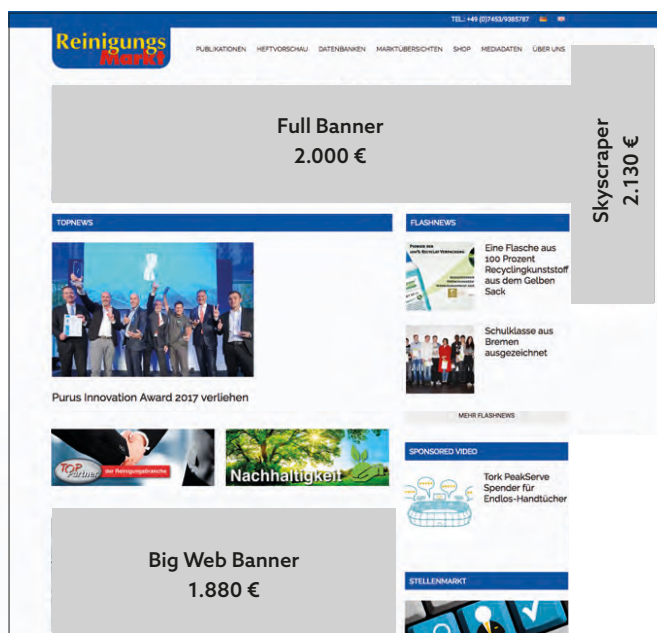 TEL.: +49 (0)7453/9385787
Reinigungs
Markt
PUBLIKATIONEN HEFTVORSCHAU DATENBANKEN MARKTÜBERSICHTEN SHOP MEDIADATEN ÜBER UNS
Full Banner
2.000 €
Skyscraper
2.130 €
TOPNEWS
Purus Innovation Award 2017 verliehen
TOP
Partner
der Reinigungsbranche
Nachhaltigkeit
Big Web Banner
1.880 €
FLASHNEWS
Eine Flasche aus
100 Prozent
Recyclingkunststoff
aus dem Gelben
Sack
Schulklasse aus
Bremen
ausgezeichnet
MEHR FLASHNEWS
SPONSORED VIDEO
Tork PeakServe
Spender für
Endlos-Handtücher
STELLENMARKT